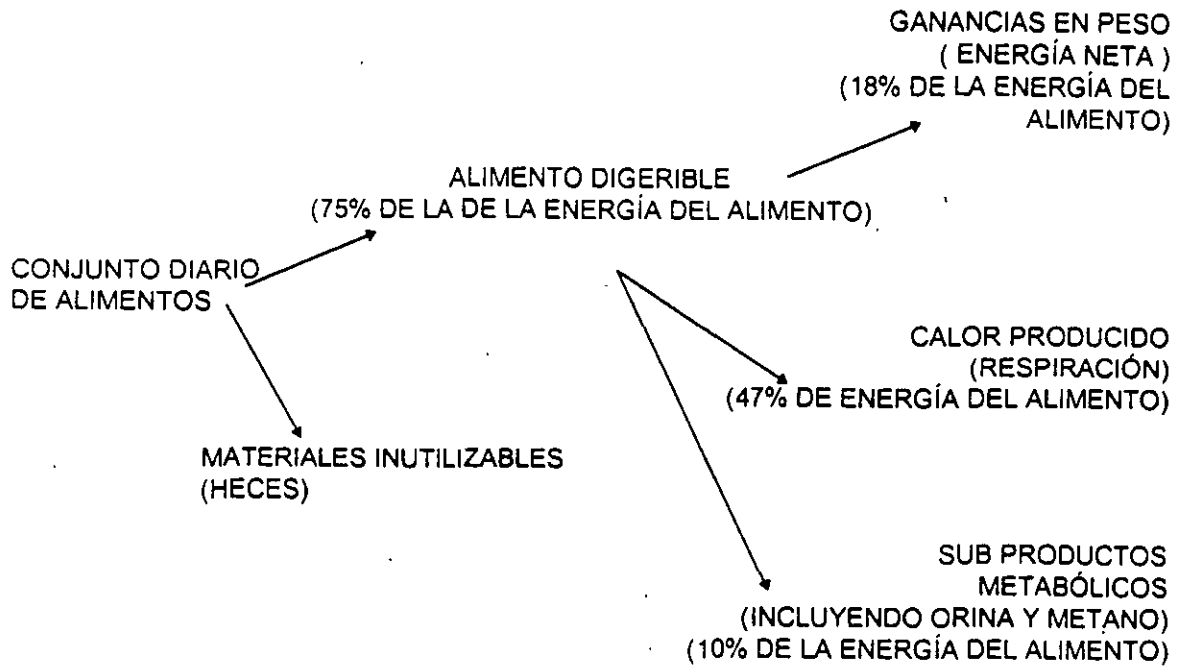 GANANCIAS EN PESO
( ENERGÍA NETA )
(18% DE LA ENERGÍA DEL
ALIMENTO)
ALIMENTO DIGERIBLE
(75% DE LA DE LA ENERGÍA DEL ALIMENTO)
CONJUNTO DIARIO
DE ALIMENTOS
CALOR PRODUCIDO
(RESPIRACIÓN)
(47% DE ENERGÍA DEL ALIMENTO)
MATERIALES INUTILIZABLES
(HECES)
SUB PRODUCTOS
METABÓLICOS
(INCLUYENDO ORINA Y METANO)
(10% DE LA ENERGÍA DEL ALIMENTO)